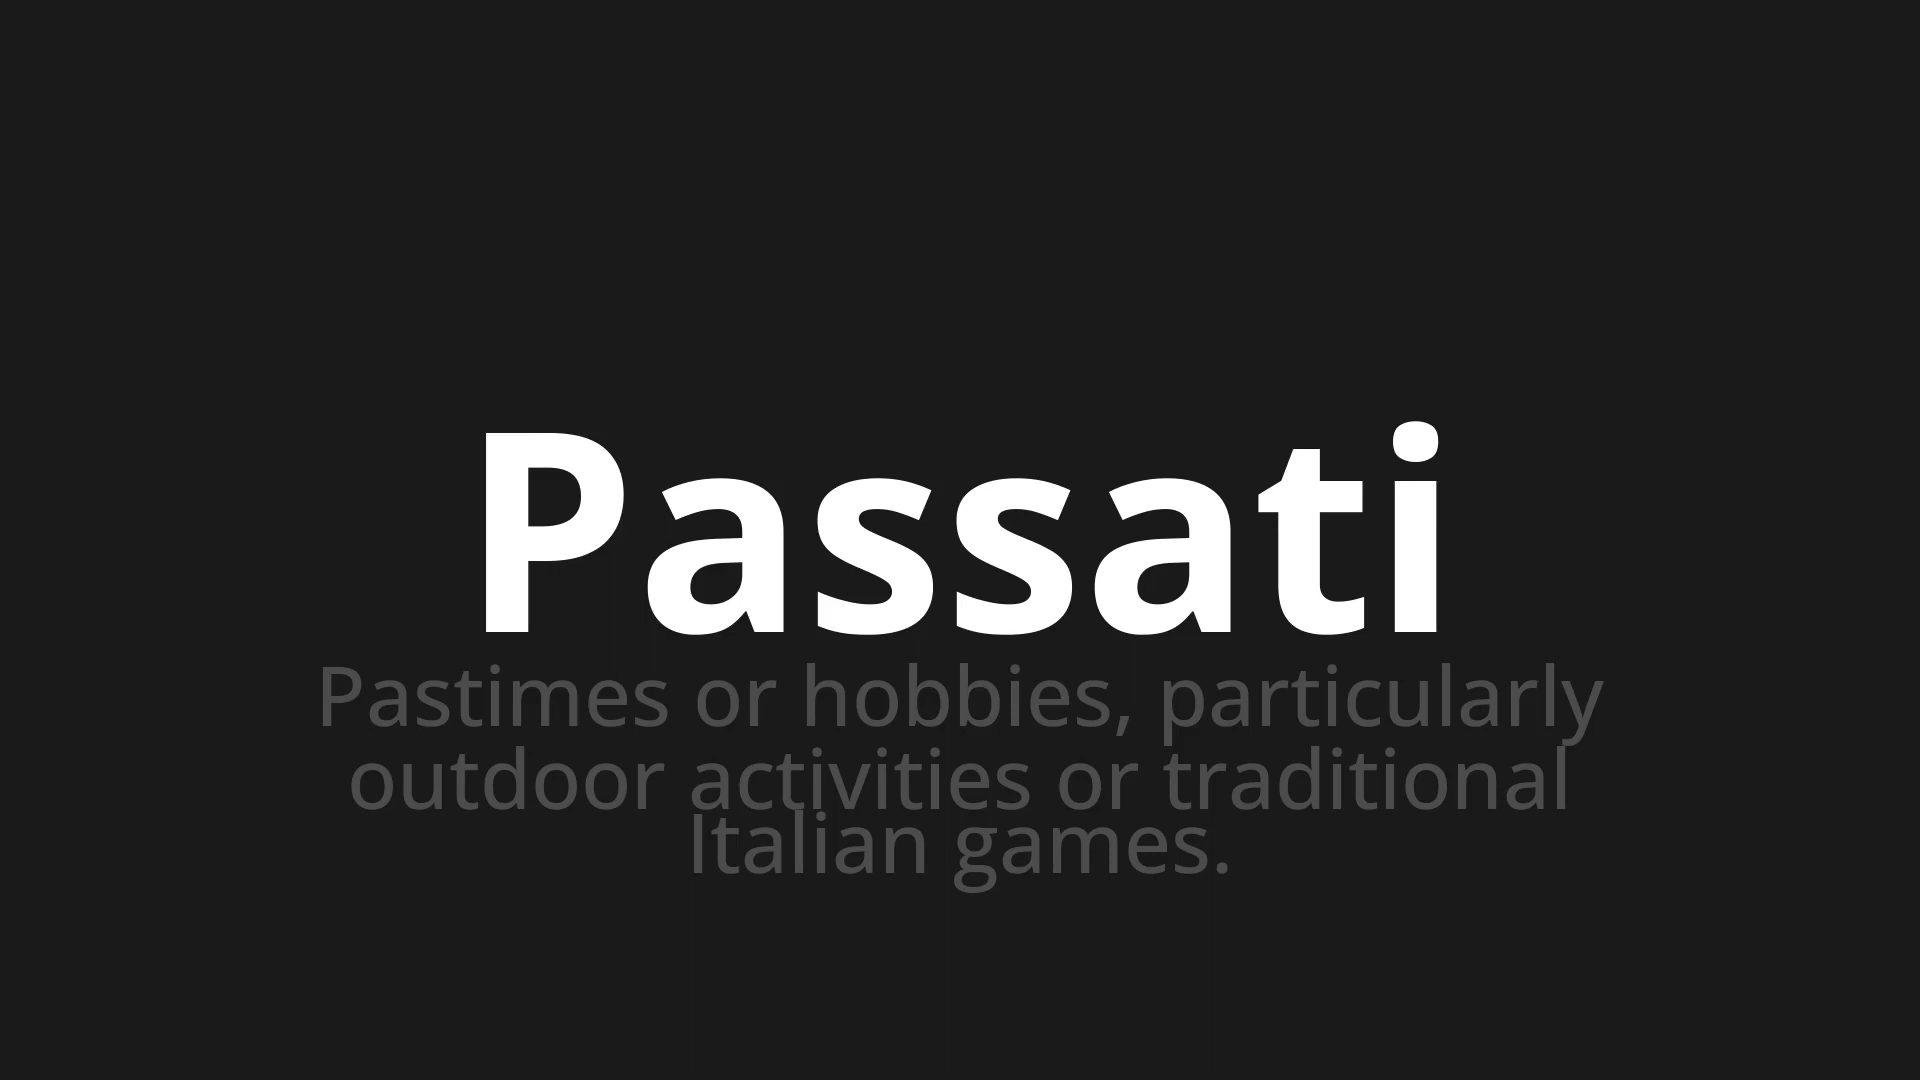 Passati
Pastimes or hobbies, particularly
outdoor activities or traditional
Italian games.